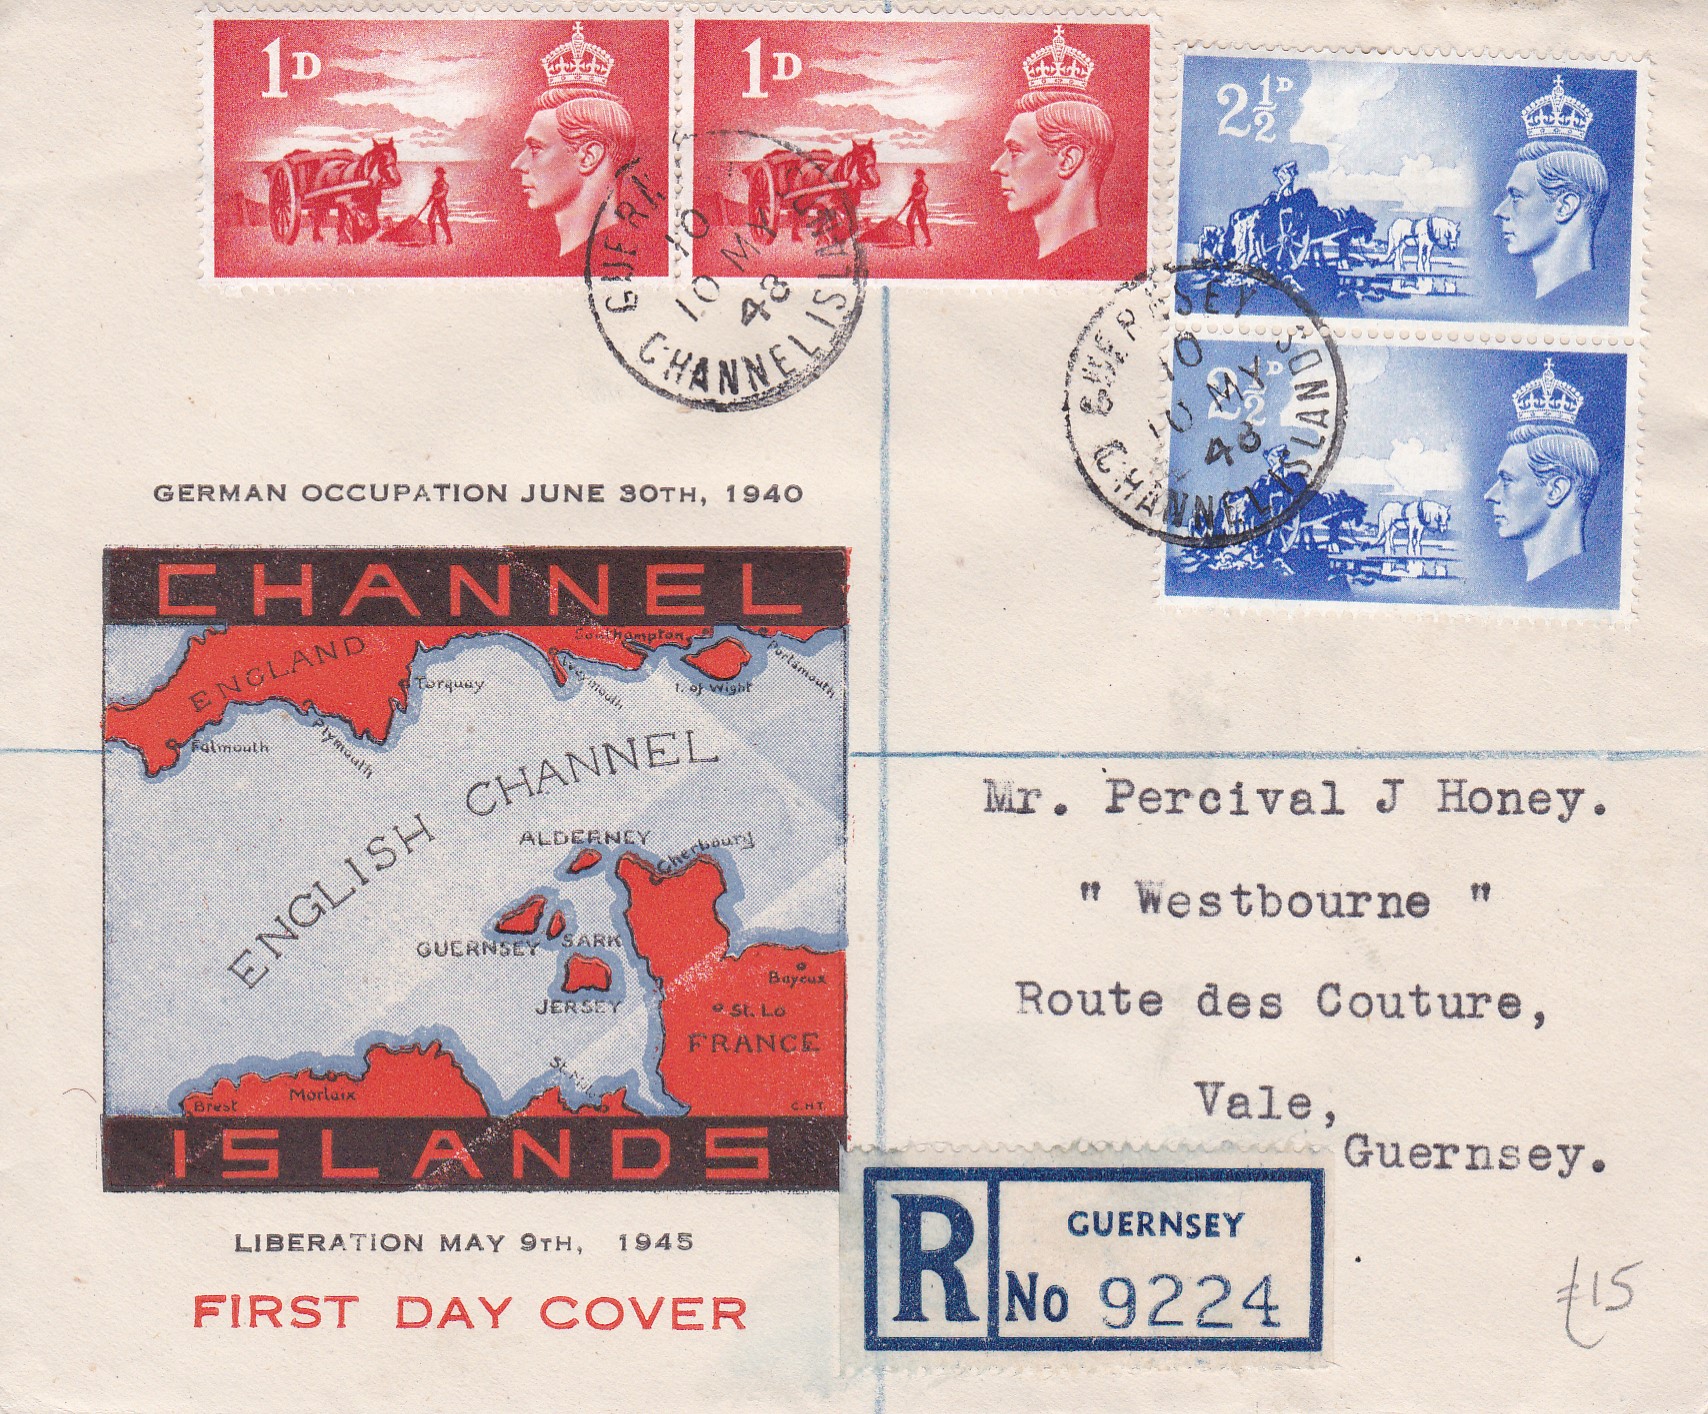 1D
1D
2½D
2½D
GUERNSEY
10
10 MY
48
CHANNEL ISLANDS
GUERNSEY
10
10 MY
48
CHANNEL ISLANDS
GERMAN OCCUPATION JUNE 30TH, 1940
CHANNEL
ENGLAND
Southampton
Portsmouth
Torquay
Weymouth
I. of Wight
Falmouth
Plymouth
ENGLISH CHANNEL
ALDERNEY
Cherbourg
GUERNSEY
SARK
Bayeux
JERSEY
St. Lo
FRANCE
Brest
Morlaix
C.H.T.
ISLANDS
LIBERATION MAY 9TH, 1945
FIRST DAY COVER
Mr. Percival J Honey.
" Westbourne "
Route des Couture,
Vale,
Guernsey.
R
GUERNSEY
No 9224
£15